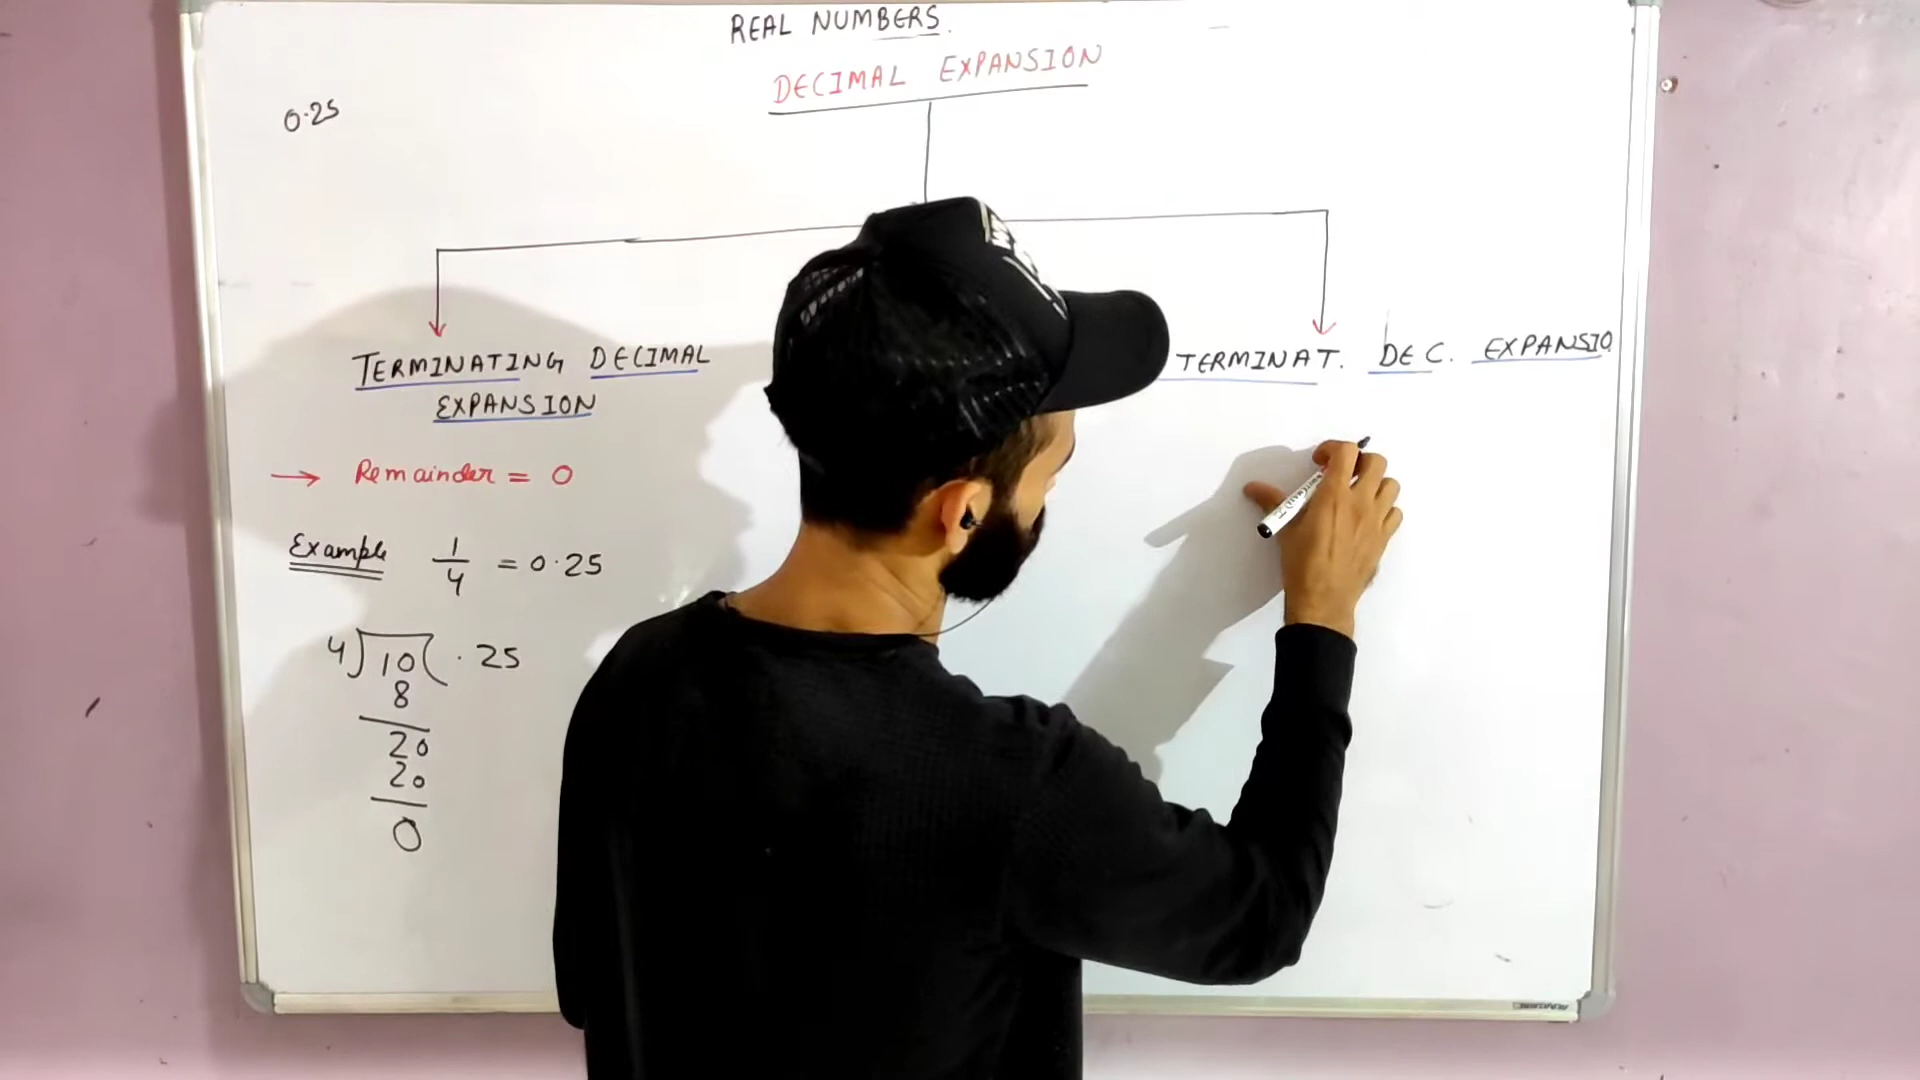 REAL NUMBERS.
DECIMAL EXPANSION
0.25
TERMINATING DECIMAL
EXPANSION
TERMINAT. DEC. EXPANSIO
→ Remainder = 0
Example 1/4 = 0.25
4)10( .25
8
20
20
0